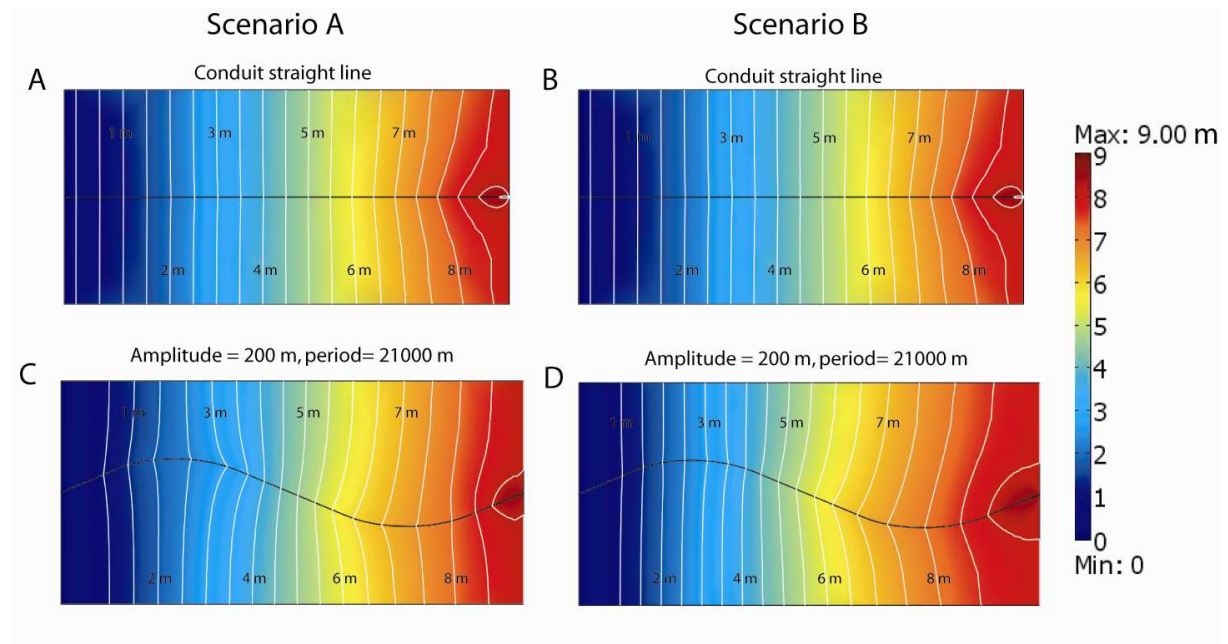 Scenario A
Scenario B
A
Conduit straight line
1 m
3 m
5 m
7 m
2 m
4 m
6 m
8 m
B
Conduit straight line
1 m
3 m
5 m
7 m
2 m
4 m
6 m
8 m
C
Amplitude = 200 m, period= 21000 m
1 m
3 m
5 m
7 m
2 m
4 m
6 m
8 m
D
Amplitude = 200 m, period= 21000 m
1 m
3 m
5 m
7 m
2 m
4 m
6 m
8 m
Max: 9.00 m
9
8
7
6
5
4
3
2
1
0
Min: 0